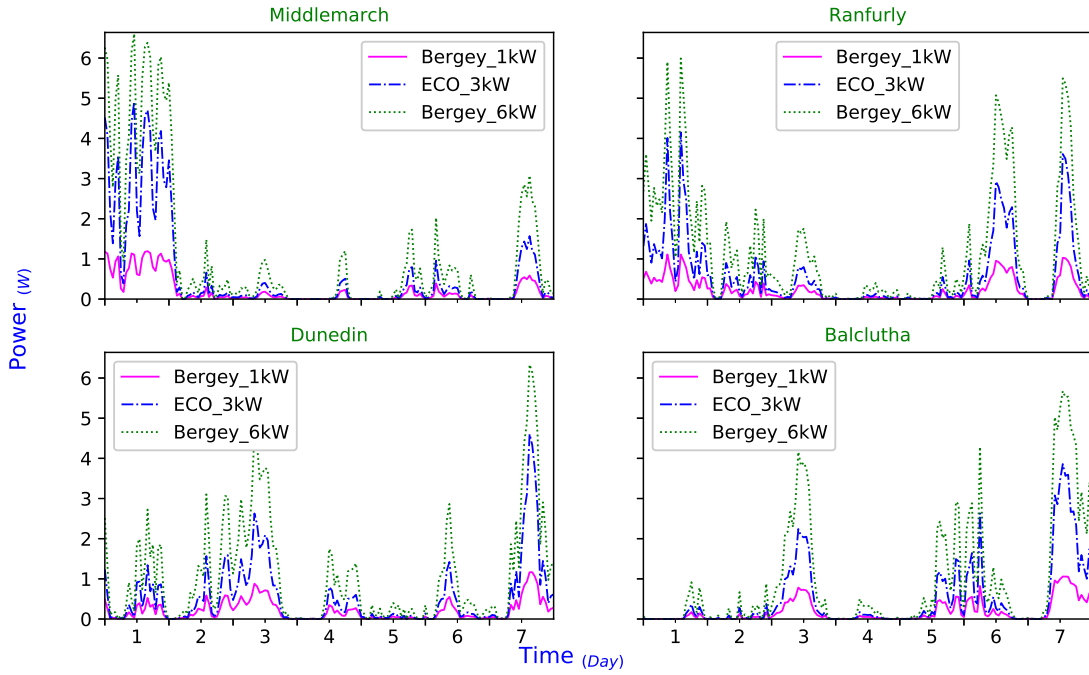 Middlemarch
Ranfurly
6
5
4
3
2
1
0
Bergey_1kW
ECO_3kW
Bergey_6kW
Bergey_1kW
ECO_3kW
Bergey_6kW
Power (W)
Dunedin
Balclutha
6
5
4
3
2
1
0
Bergey_1kW
ECO_3kW
Bergey_6kW
Bergey_1kW
ECO_3kW
Bergey_6kW
1 2 3 4 5 6 7
1 2 3 4 5 6 7
Time (Day)